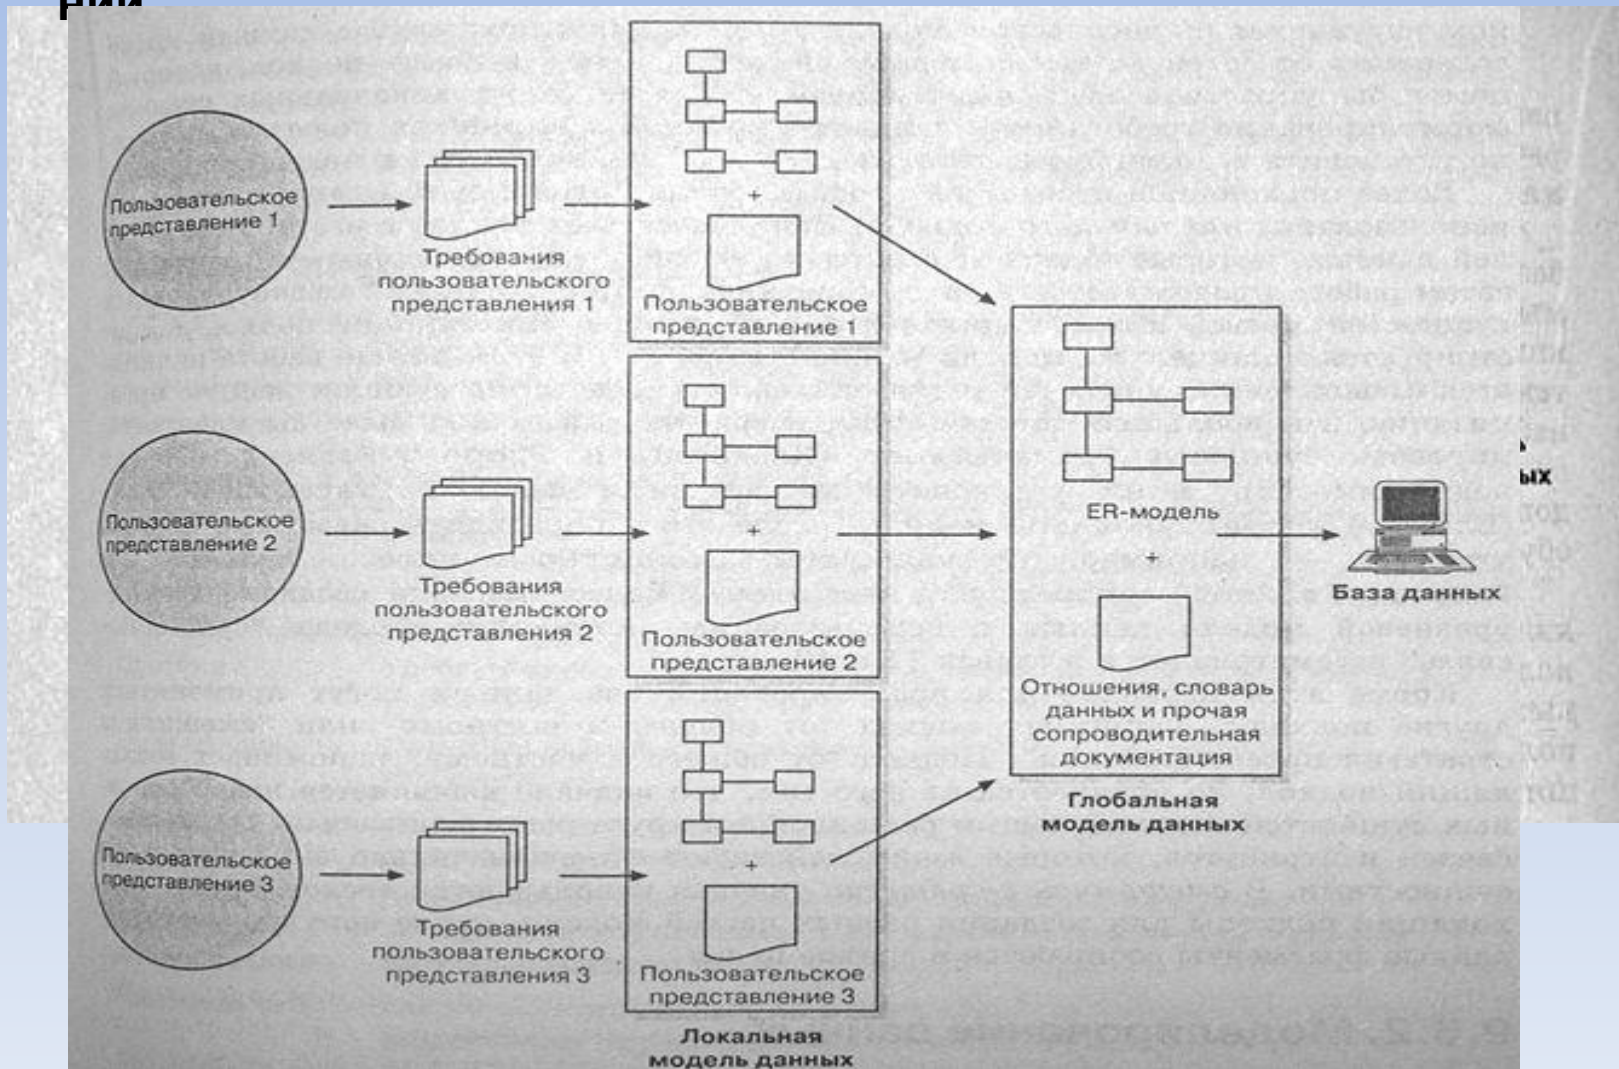 Пользовательское
представление 1
Требования
пользовательского
представления 1
Пользовательское
представление 1
Пользовательское
представление 2
Требования
пользовательского
представления 2
Пользовательское
представление 2
Пользовательское
представление 3
Требования
пользовательского
представления 3
Пользовательское
представление 3
Локальная
модель данных
ER-модель
Отношения, словарь
данных и прочая
сопроводительная
документация
Глобальная
модель данных
База данных